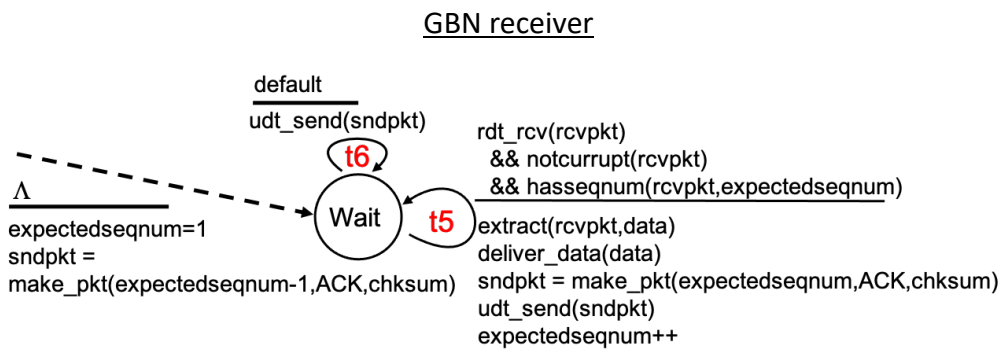 GBN receiver
default
udt_send(sndpkt)
t6
Wait
t5
rdt_rcv(rcvpkt)
&& notcurrupt(rcvpkt)
&& hasseqnum(rcvpkt,expectedseqnum)
extract(rcvpkt,data)
deliver_data(data)
sndpkt = make_pkt(expectedseqnum,ACK,chksum)
udt_send(sndpkt)
expectedseqnum++
Λ
expectedseqnum=1
sndpkt =
make_pkt(expectedseqnum-1,ACK,chksum)